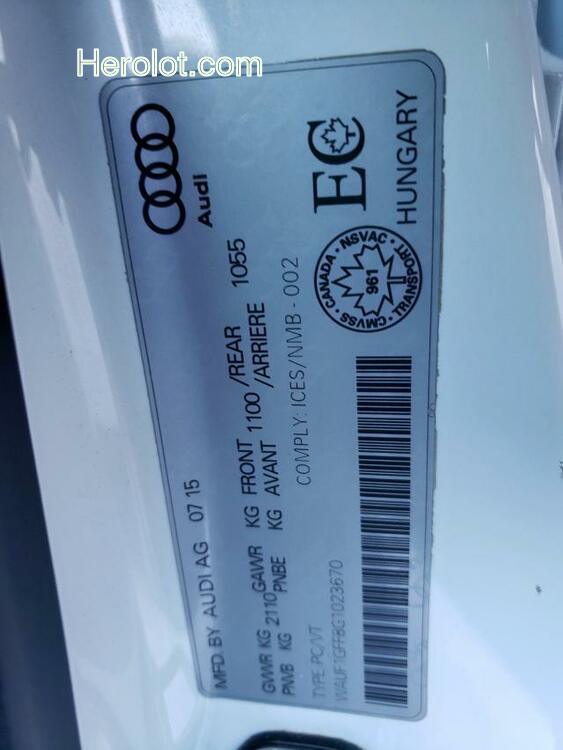 Herolot.com
Audi
MFD. BY AUDI AG 07 15
GVWR KG 2110 GAWR KG FRONT 1100 /REAR 1055
PNVB KG PNBE KG AVANT /ARRIERE
COMPLY: ICES/NMB - 002
TYPE: PC/VT
WAUF1GFF8G1023670
EC
CANADA · NSVAC · TRANSPORT · CMVSS
961
HUNGARY